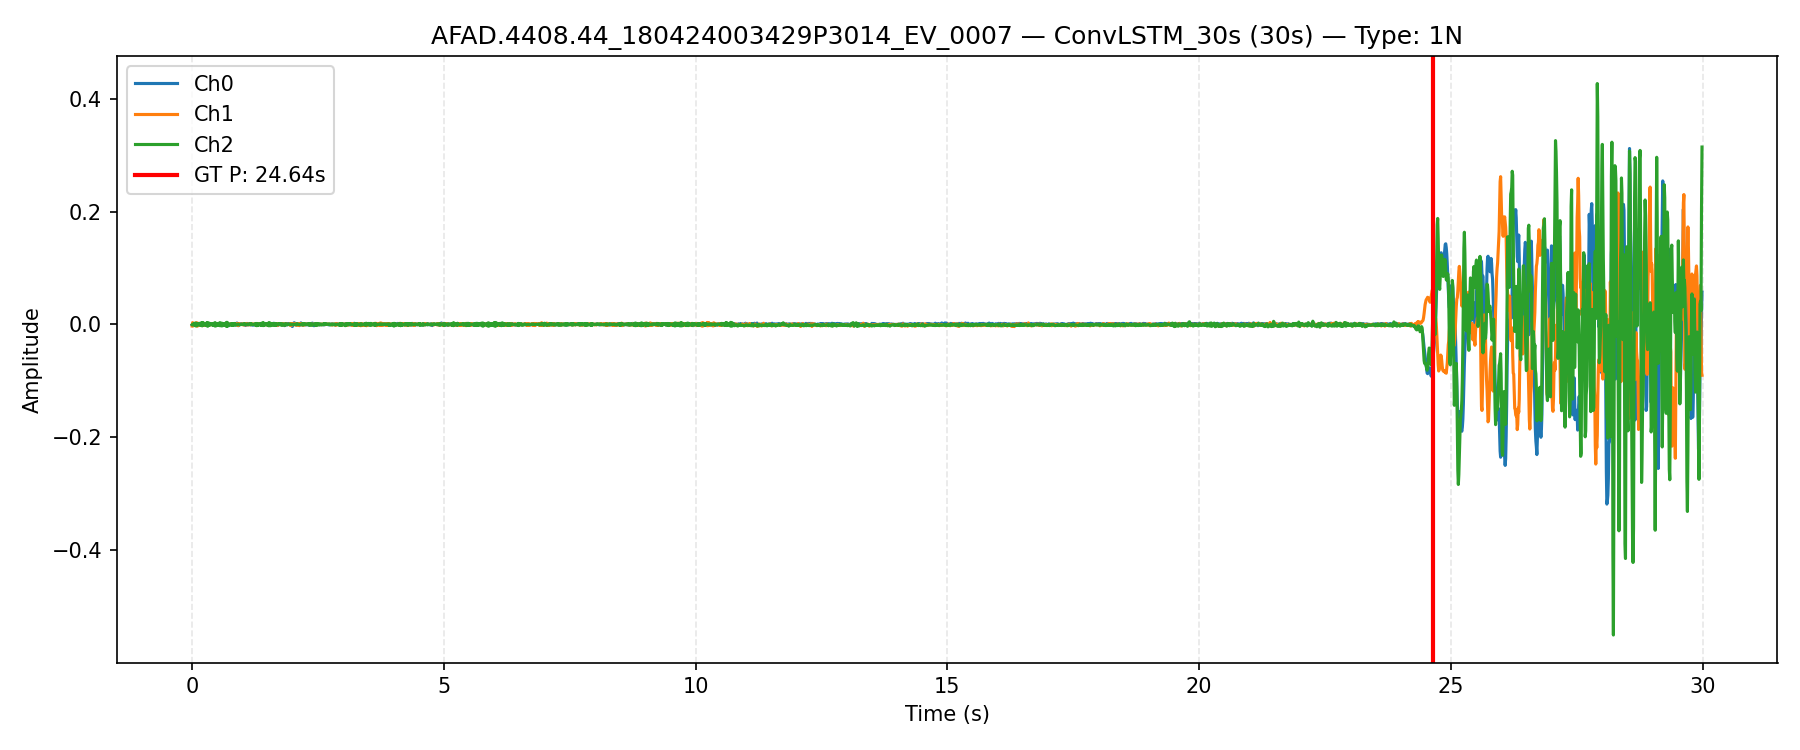 AFAD.4408.44_180424003429P3014_EV_0007 — ConvLSTM_30s (30s) — Type: 1N
Ch0
Ch1
Ch2
GT P: 24.64s
0.4
0.2
0.0
−0.2
−0.4
Amplitude
0 5 10 15 20 25 30
Time (s)